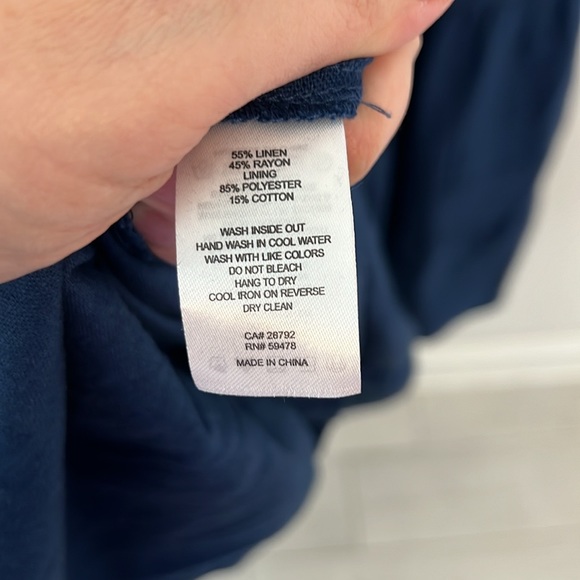 55% LINEN
45% RAYON
LINING
85% POLYESTER
15% COTTON
WASH INSIDE OUT
HAND WASH IN COOL WATER
WASH WITH LIKE COLORS
DO NOT BLEACH
HANG TO DRY
COOL IRON ON REVERSE
DRY CLEAN
CA# 26792
RN# 59478
MADE IN CHINA